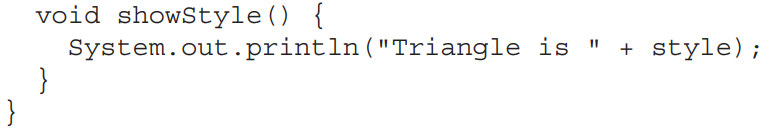 void showStyle() {
System.out.println("Triangle is " + style);
}
}